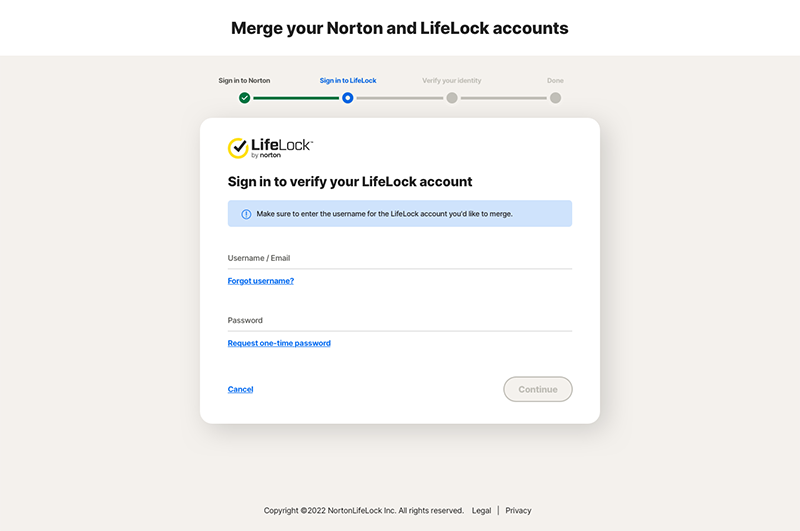 Merge your Norton and LifeLock accounts
Sign in to Norton
Sign in to LifeLock
Verify your identity
Done
LifeLock™
by norton
Sign in to verify your LifeLock account
Make sure to enter the username for the LifeLock account you'd like to merge.
Username / Email
Forgot username?
Password
Request one-time password
Cancel
Continue
Copyright ©2022 NortonLifeLock Inc. All rights reserved. Legal | Privacy